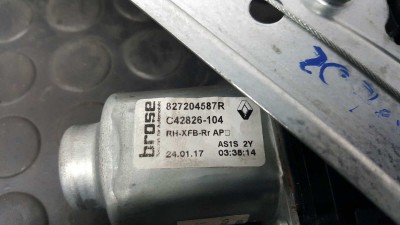 brose
827204587R
C42826-104
RH-XFB-Rr AP□
AS1S 2Y
24.01.17 03:38:14